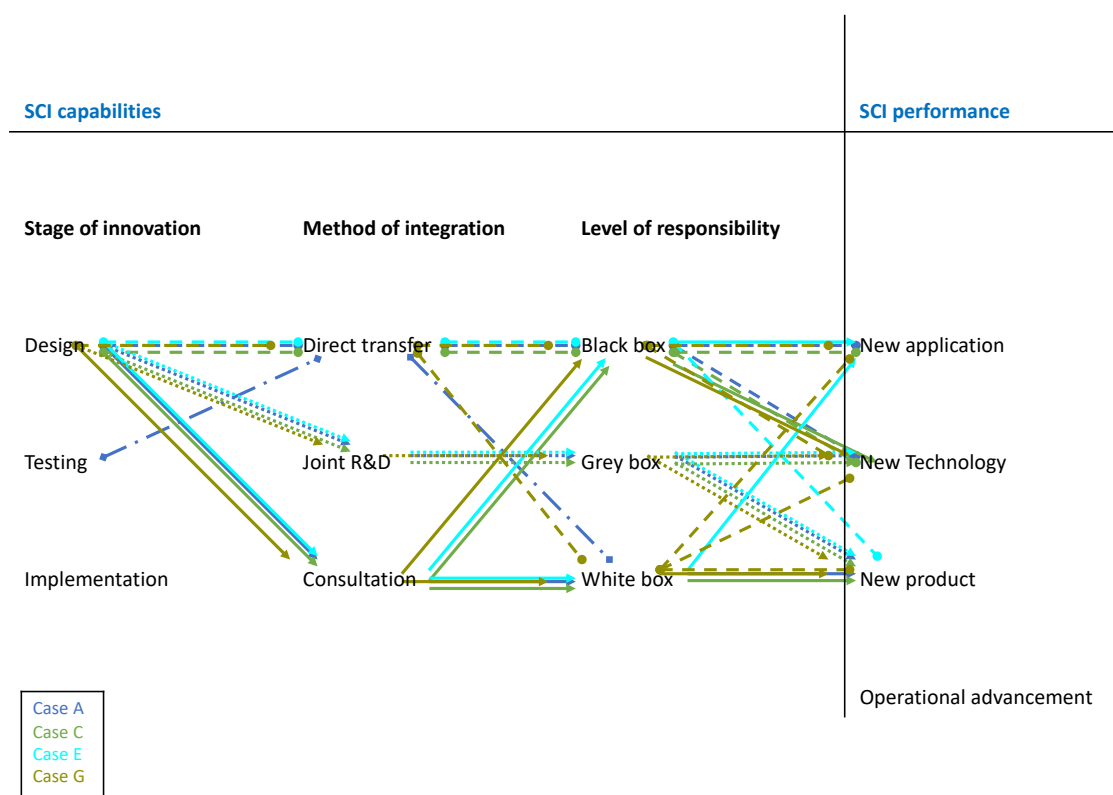 SCI capabilities
SCI performance
Stage of innovation
Method of integration
Level of responsibility
Design
Direct transfer
Black box
New application
Testing
Joint R&D
Grey box
New Technology
Implementation
Consultation
White box
New product
Operational advancement
Case A
Case C
Case E
Case G